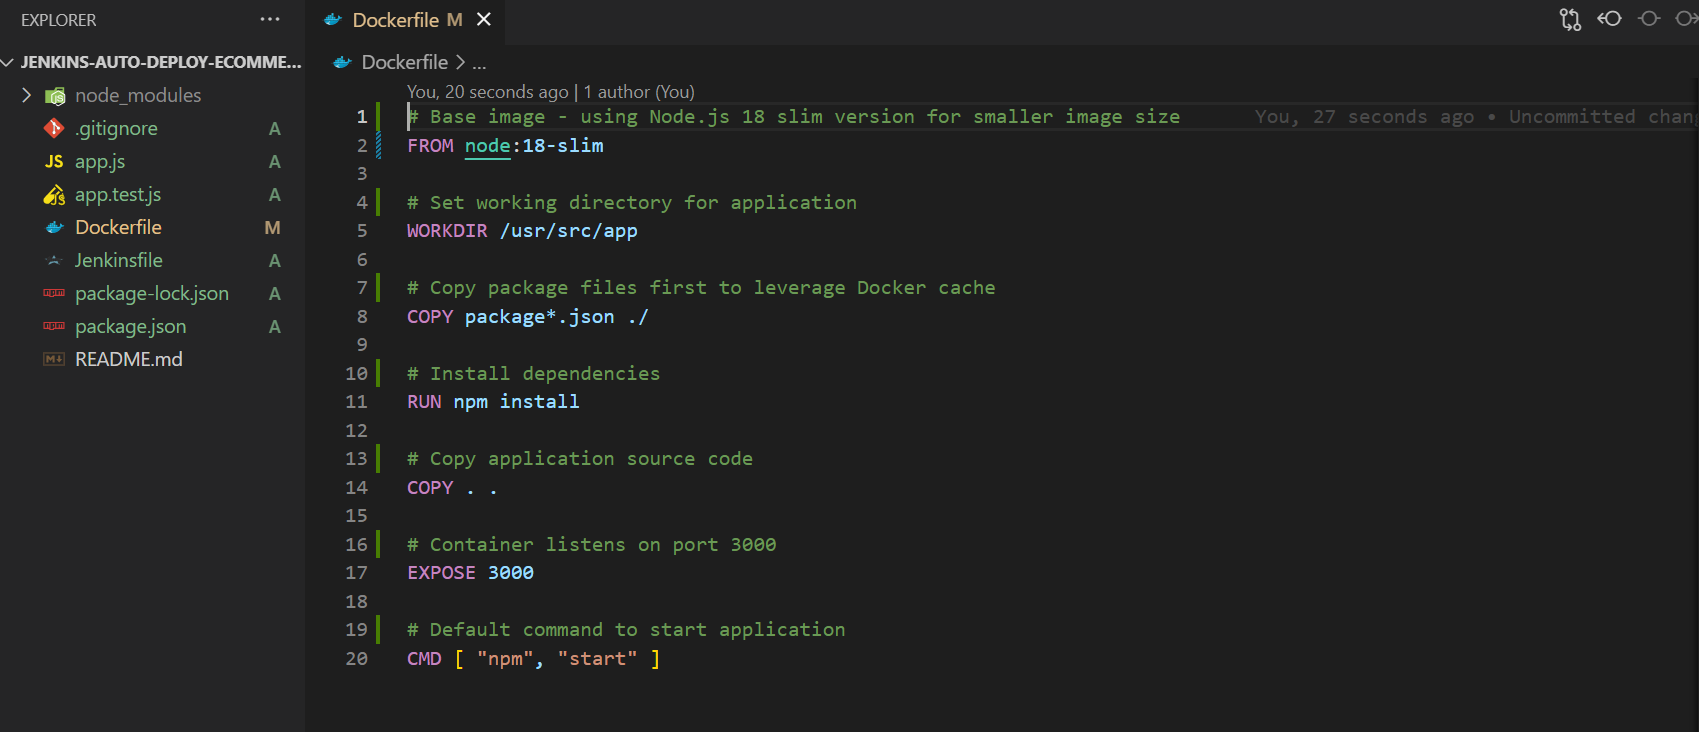 EXPLORER
JENKINS-AUTO-DEPLOY-ECOMME...
node_modules
.gitignore A
JS app.js A
app.test.js A
Dockerfile M
Jenkinsfile A
package-lock.json A
package.json A
README.md
Dockerfile M
Dockerfile > ...
You, 20 seconds ago | 1 author (You)
1 # Base image - using Node.js 18 slim version for smaller image size You, 27 seconds ago • Uncommitted chan
2 FROM node:18-slim
3
4 # Set working directory for application
5 WORKDIR /usr/src/app
6
7 # Copy package files first to leverage Docker cache
8 COPY package*.json ./
9
10 # Install dependencies
11 RUN npm install
12
13 # Copy application source code
14 COPY . .
15
16 # Container listens on port 3000
17 EXPOSE 3000
18
19 # Default command to start application
20 CMD [ "npm", "start" ]